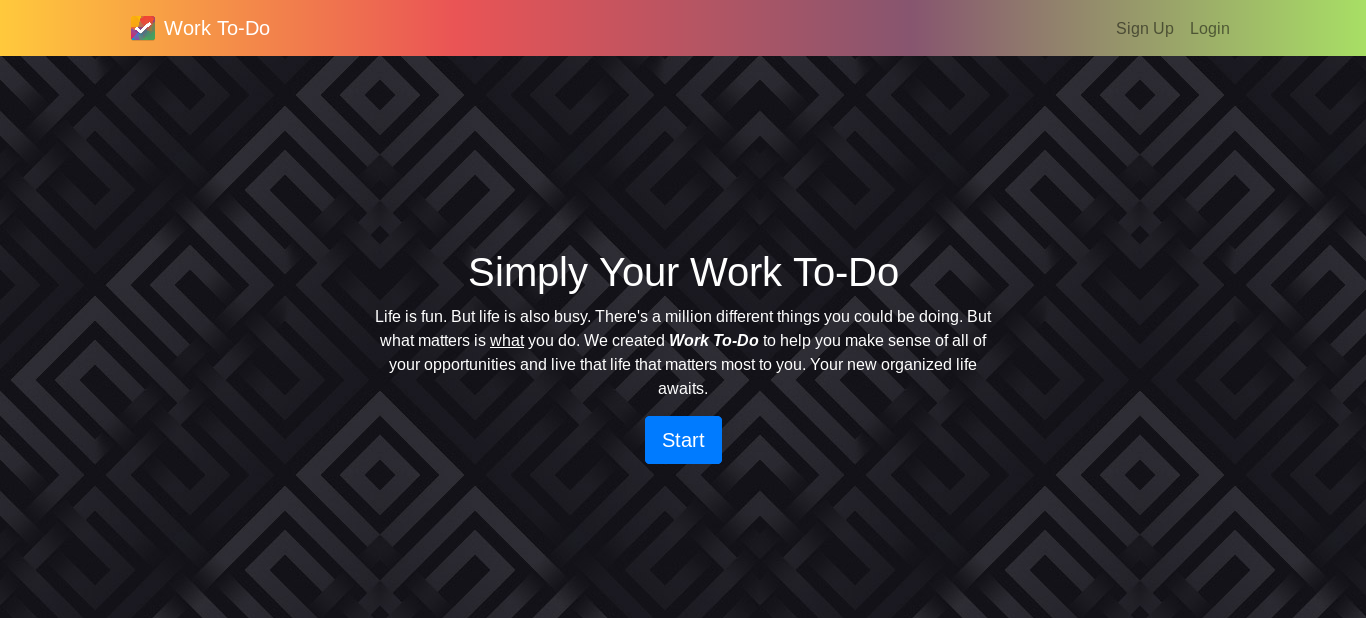 Work To-Do
Sign Up
Login
Simply Your Work To-Do
Life is fun. But life is also busy. There's a million different things you could be doing. But
what matters is what you do. We created Work To-Do to help you make sense of all of
your opportunities and live that life that matters most to you. Your new organized life
awaits.
Start